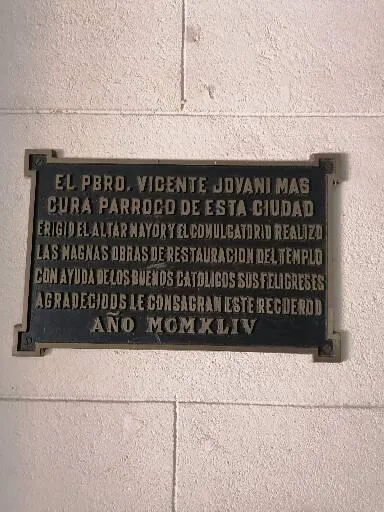 EL PBRO. VICENTE JOVANI MAS
CURA PARROCO DE ESTA CIUDAD
ERIGIO EL ALTAR MAYOR Y EL COMULGATORIO REALIZO
LAS MAGNAS OBRAS DE RESTAURACION DEL TEMPLO
CON AYUDA DE LOS BUENOS CATOLICOS SUS FELIGRESES
AGRADECIDOS LE CONSAGRAN ESTE RECUERDO
AÑO MCMXLIV